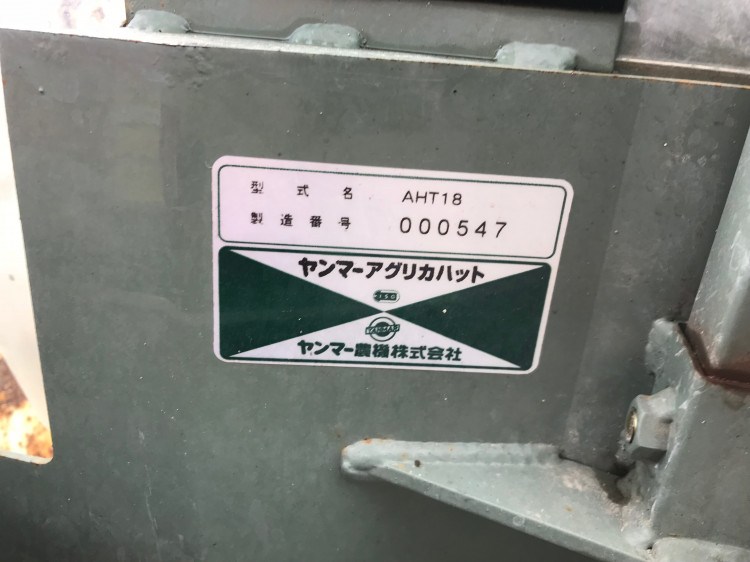 型式名 AHT18
製造番号 000547
ヤンマーアグリカハット
ヤンマー農機株式会社